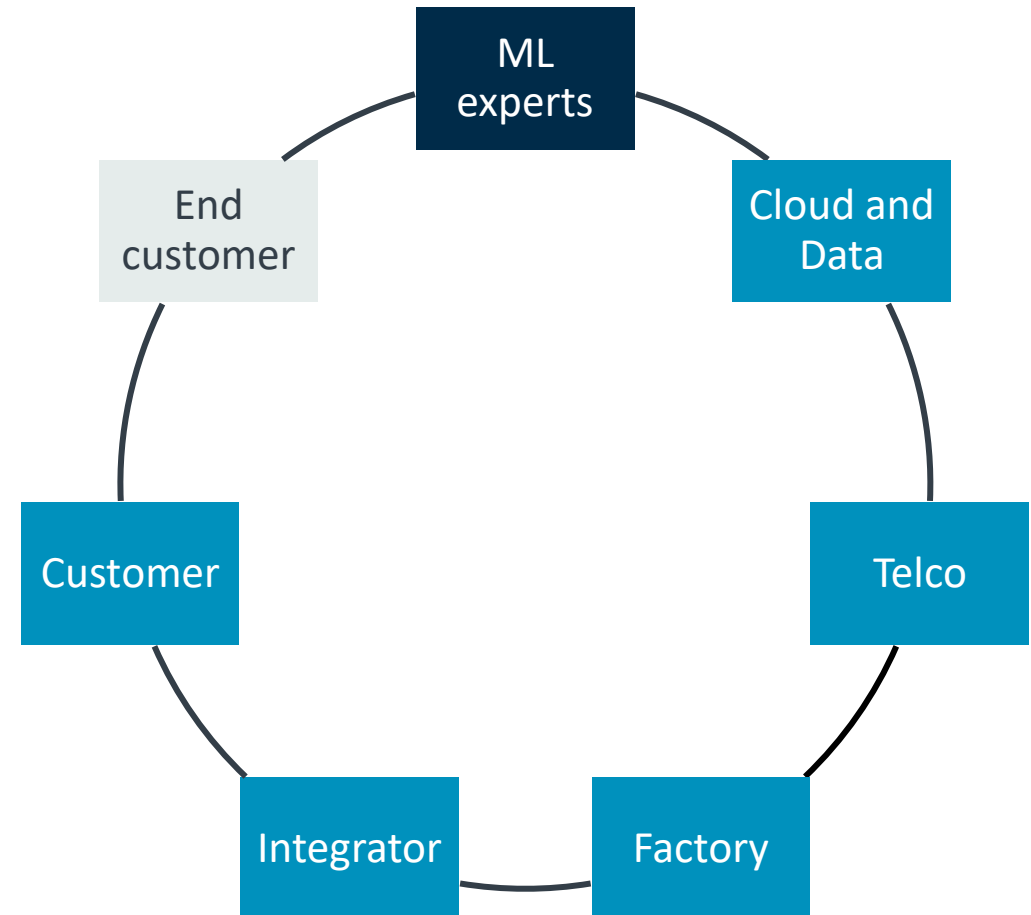 ML
experts
End
customer
Cloud and
Data
Customer
Telco
Integrator
Factory